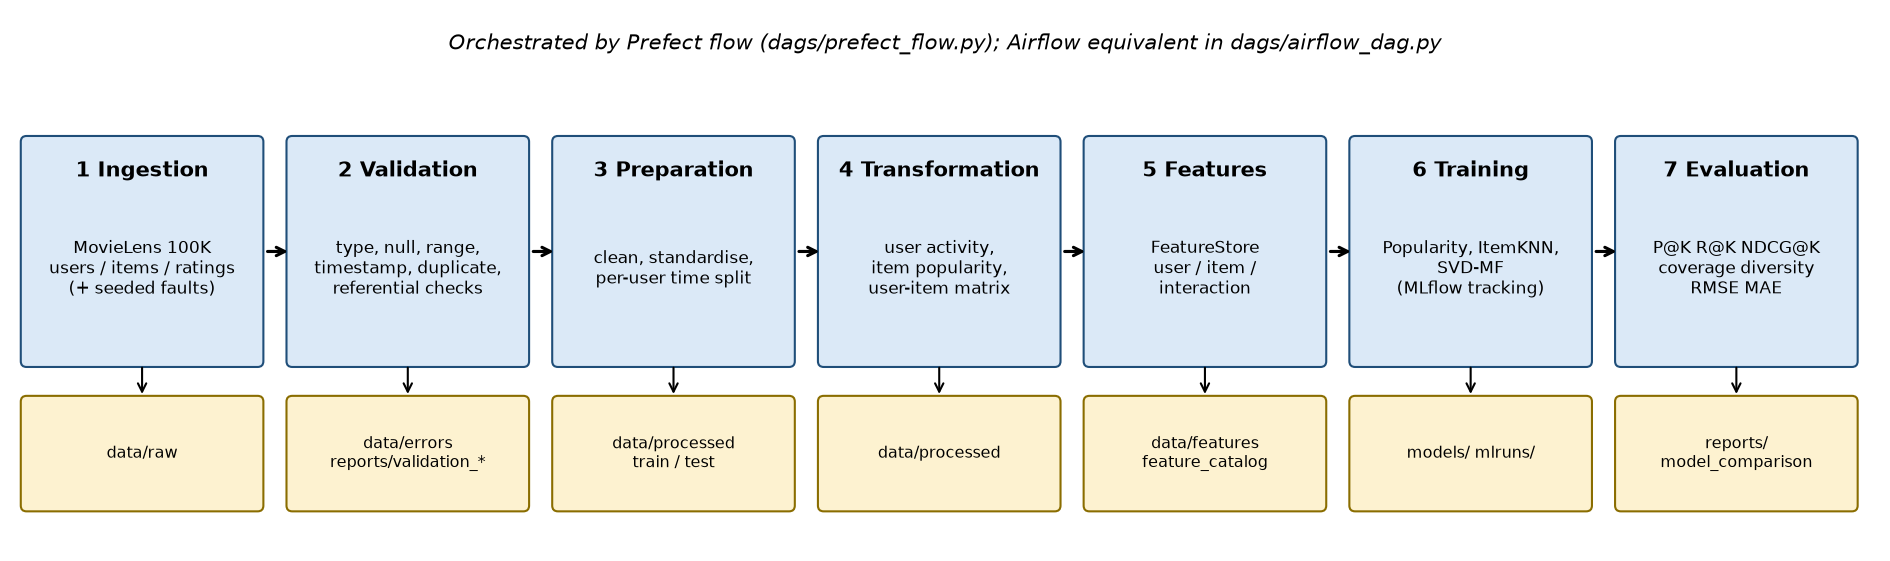 Orchestrated by Prefect flow (dags/prefect_flow.py); Airflow equivalent in dags/airflow_dag.py
1 Ingestion
MovieLens 100K
users / items / ratings
(+ seeded faults)
2 Validation
type, null, range,
timestamp, duplicate,
referential checks
3 Preparation
clean, standardise,
per-user time split
4 Transformation
user activity,
item popularity,
user-item matrix
5 Features
FeatureStore
user / item /
interaction
6 Training
Popularity, ItemKNN,
SVD-MF
(MLflow tracking)
7 Evaluation
P@K R@K NDCG@K
coverage diversity
RMSE MAE
data/raw
data/errors
reports/validation_*
data/processed
train / test
data/processed
data/features
feature_catalog
models/ mlruns/
reports/
model_comparison